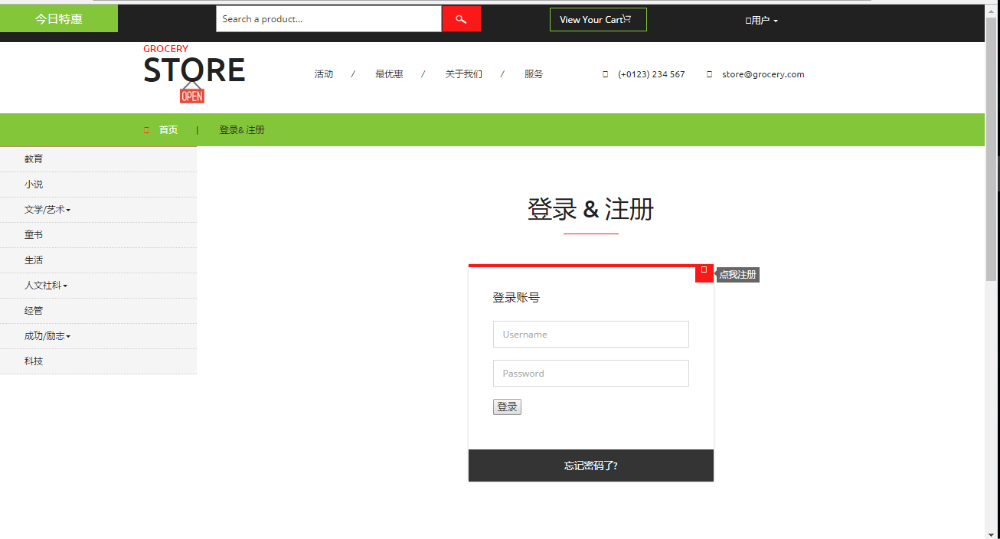 今日特惠
Search a product...
View Your Cart
用户
GROCERY
STORE
OPEN
活动 / 最优惠 / 关于我们 / 服务
(+0123) 234 567
store@grocery.com
首页 | 登录& 注册
教育
小说
文学/艺术
童书
生活
人文社科
经管
成功/励志
科技
登录 & 注册
点我注册
登录账号
Username
Password
登录
忘记密码了?